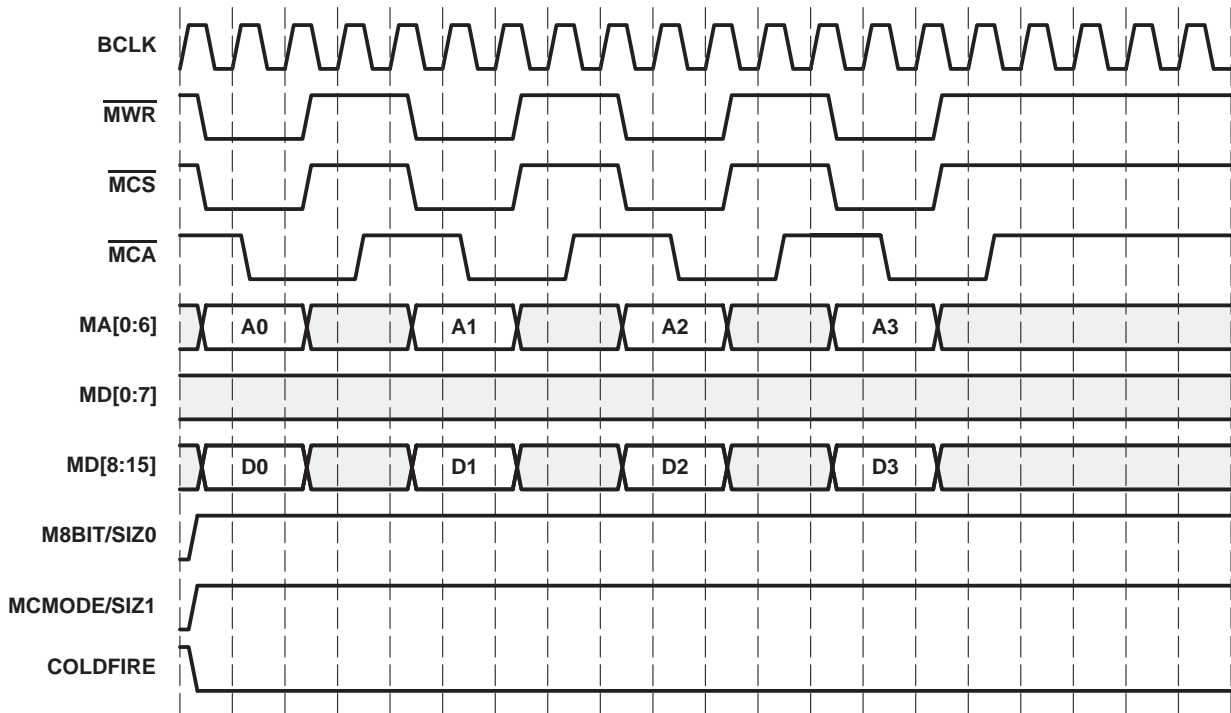 BCLK
MWR
MCS
MCA
MA[0:6] A0 A1 A2 A3
MD[0:7]
MD[8:15] D0 D1 D2 D3
M8BIT/SIZ0
MCMODE/SIZ1
COLDFIRE